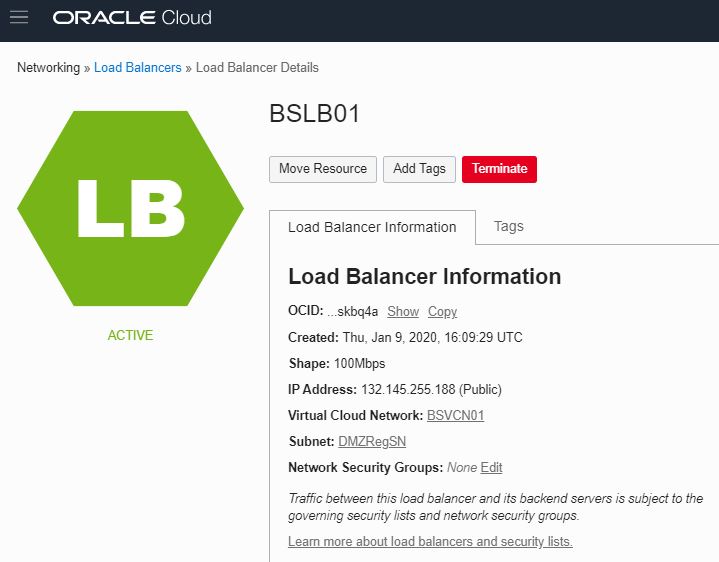 ORACLE Cloud
Networking » Load Balancers » Load Balancer Details
LB
ACTIVE
BSLB01
Move Resource Add Tags Terminate
Load Balancer Information Tags
Load Balancer Information
OCID: ...skbq4a Show Copy
Created: Thu, Jan 9, 2020, 16:09:29 UTC
Shape: 100Mbps
IP Address: 132.145.255.188 (Public)
Virtual Cloud Network: BSVCN01
Subnet: DMZRegSN
Network Security Groups: None Edit
Traffic between this load balancer and its backend servers is subject to the
governing security lists and network security groups.
Learn more about load balancers and security lists.